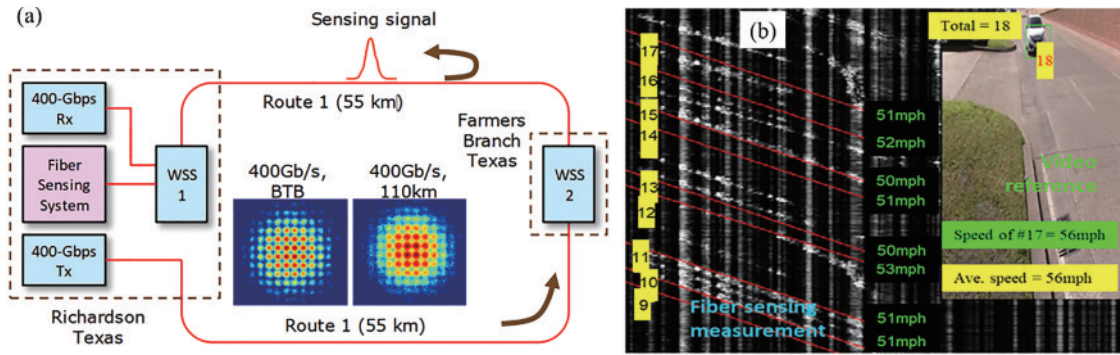 (a)
Sensing signal
400-Gbps
Rx
Fiber
Sensing
System
400-Gbps
Tx
WSS
1
Richardson
Texas
Route 1 (55 km)
400Gb/s,
BTB
400Gb/s,
110km
Route 1 (55 km)
Farmers
Branch
Texas
WSS
2
(b)
17
16
15
14
13
12
11
10
9
51mph
52mph
50mph
51mph
50mph
53mph
51mph
51mph
Fiber sensing
measurement
Total = 18
18
Video
reference
Speed of #17 = 56mph
Ave. speed = 56mph